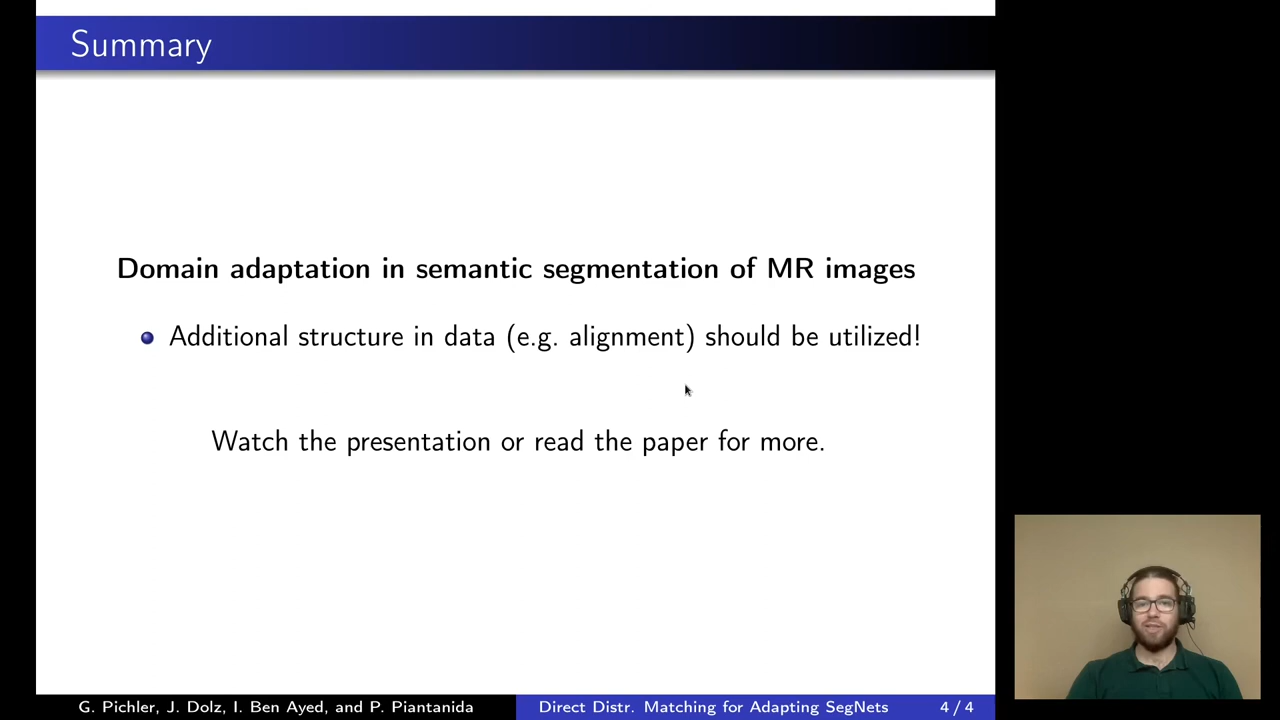 Summary
Domain adaptation in semantic segmentation of MR images
Additional structure in data (e.g. alignment) should be utilized!
Watch the presentation or read the paper for more.
G. Pichler, J. Dolz, I. Ben Ayed, and P. Piantanida
Direct Distr. Matching for Adapting SegNets
4 / 4